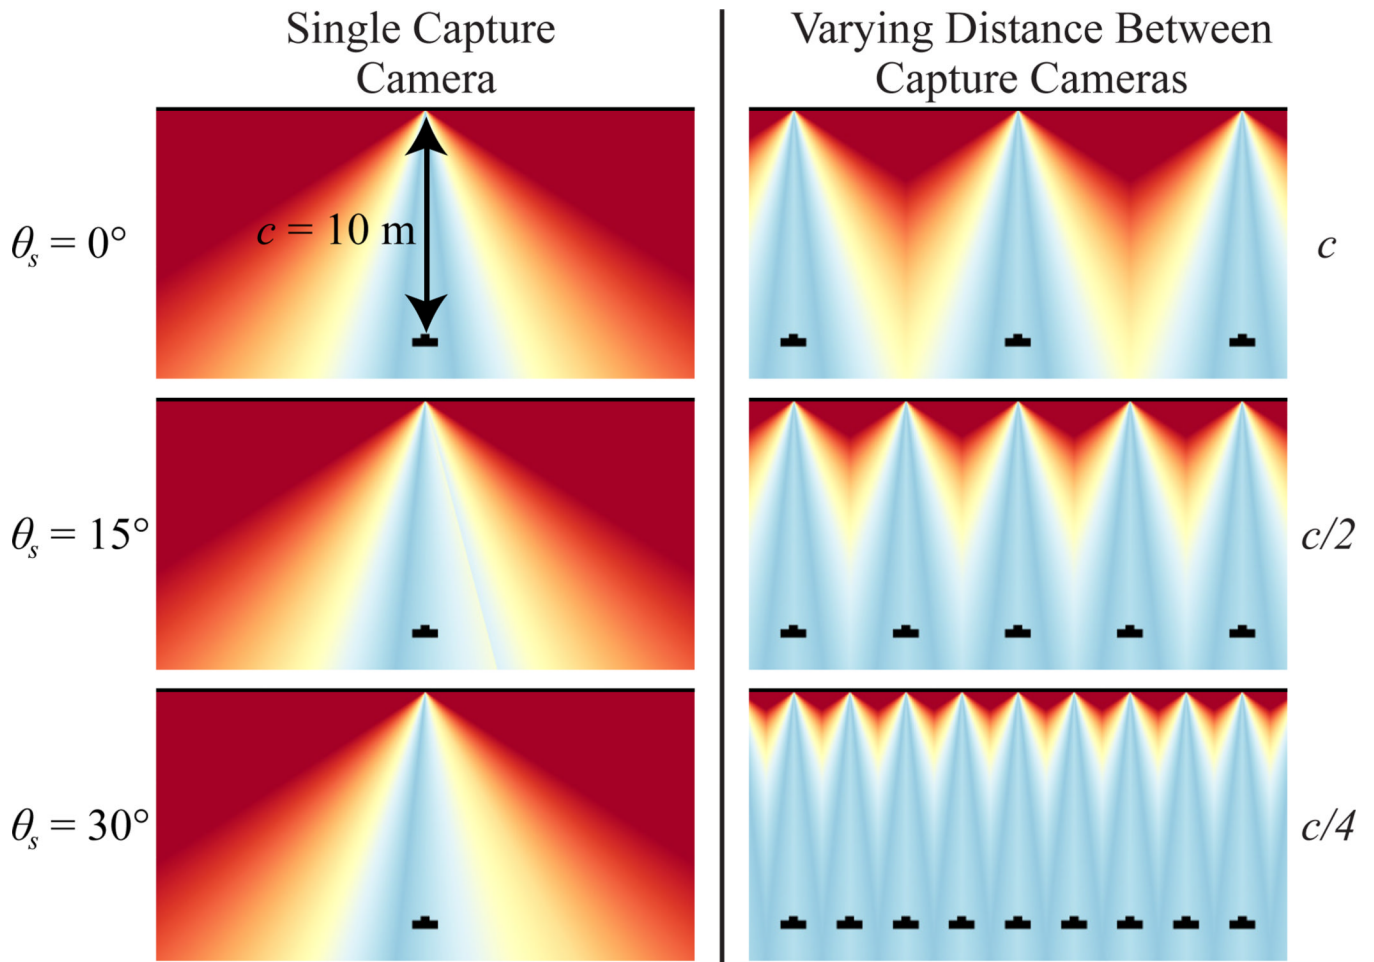 Single Capture
Camera
Varying Distance Between
Capture Cameras
θs = 0°
c = 10 m
c
θs = 15°
c/2
θs = 30°
c/4